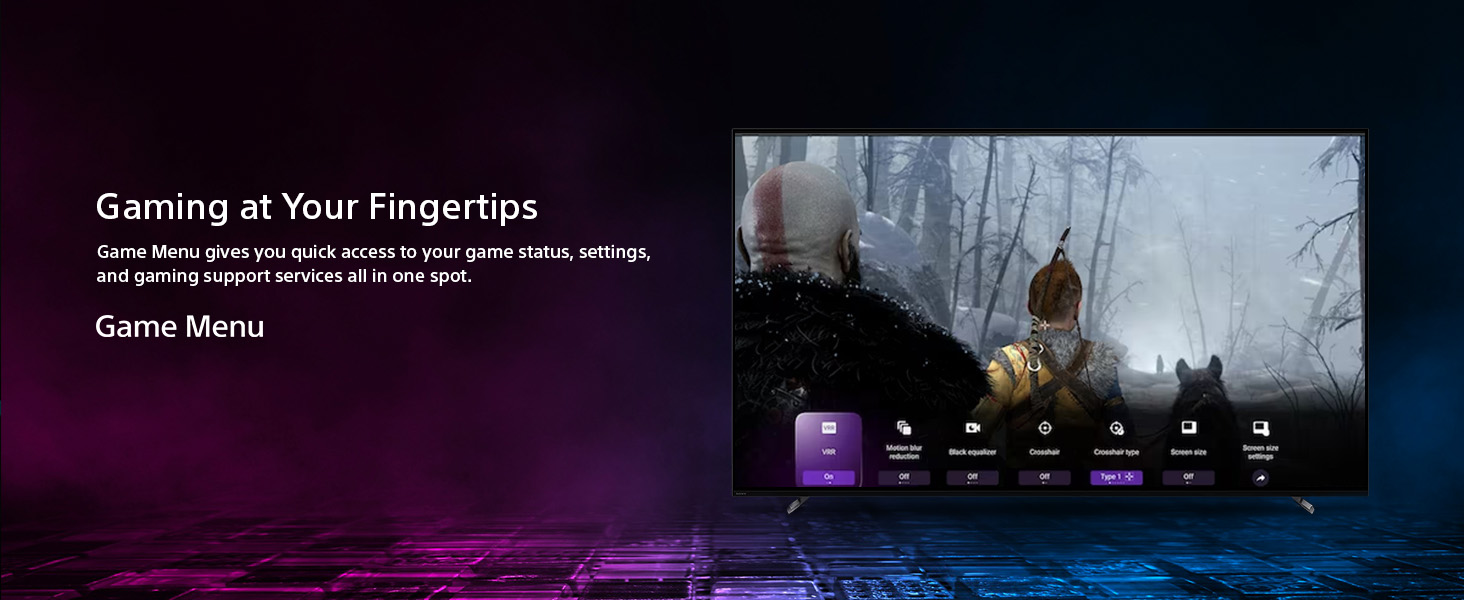 Gaming at Your Fingertips
Game Menu gives you quick access to your game status, settings,
and gaming support services all in one spot.
Game Menu
VRR
VRR
On
Motion blur
reduction
Off
Black equalizer
Off
Crosshair
Off
Crosshair type
Type 1
Screen size
Off
Screen size
settings